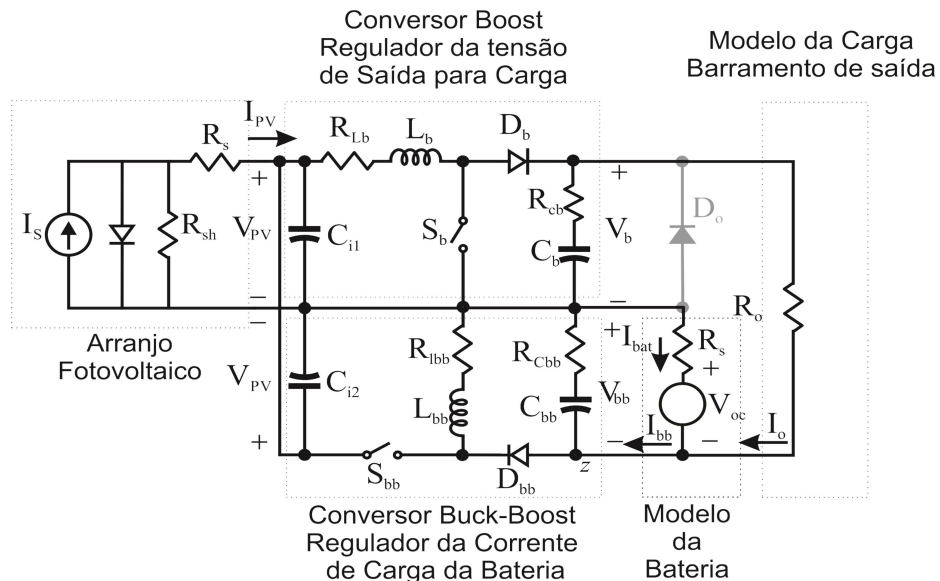 Conversor Boost
Regulador da tensão
de Saída para Carga
Modelo da Carga
Barramento de saída
I_PV
R_s
R_Lb
L_b
D_b
I_S
R_sh
+
V_PV
−
C_i1
S_b
R_cb
C_b
+
V_b
−
D_o
R_o
Arranjo
Fotovoltaico
−
V_PV
+
C_i2
R_lbb
L_bb
S_bb
D_bb
R_Cbb
C_bb
z
+
V_bb
−
I_bat
R_s
+
V_oc
−
I_bb
I_o
Conversor Buck-Boost
Regulador da Corrente
de Carga da Bateria
Modelo
da
Bateria